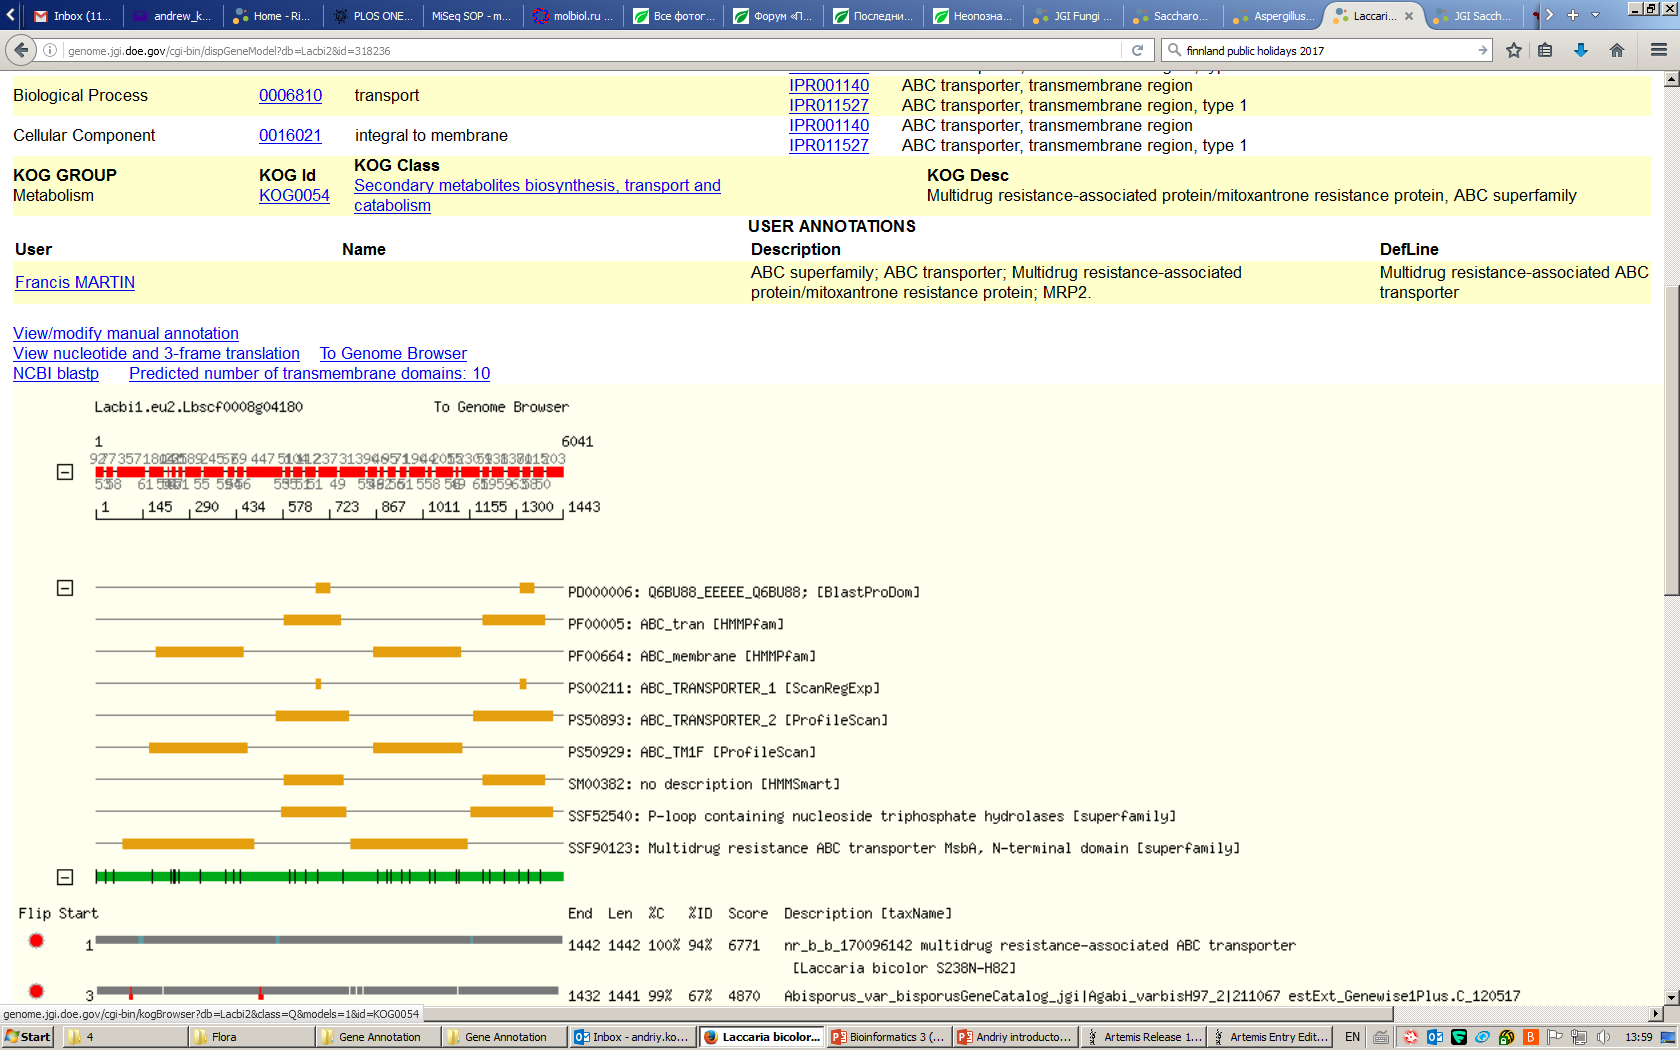 Inbox (11...
andrew_k...
Home - Ri...
PLOS ONE...
MiSeq SOP - m...
molbiol.ru ...
Все фотог...
Форум «П...
Последни...
Неопозна...
JGI Fungi ...
Saccharo...
Aspergillus...
Laccari...
JGI Sacch...
genome.jgi.doe.gov/cgi-bin/dispGeneModel?db=Lacbi2&id=318236
finnland public holidays 2017
IPR001140 ABC transporter, transmembrane region
Biological Process 0006810 transport
IPR011527 ABC transporter, transmembrane region, type 1
IPR001140 ABC transporter, transmembrane region
Cellular Component 0016021 integral to membrane
IPR011527 ABC transporter, transmembrane region, type 1
KOG GROUP KOG Id KOG Class KOG Desc
Metabolism KOG0054 Secondary metabolites biosynthesis, transport and Multidrug resistance-associated protein/mitoxantrone resistance protein, ABC superfamily
catabolism
USER ANNOTATIONS
User Name Description DefLine
Francis MARTIN ABC superfamily; ABC transporter; Multidrug resistance-associated Multidrug resistance-associated ABC
protein/mitoxantrone resistance protein; MRP2. transporter
View/modify manual annotation
View nucleotide and 3-frame translation To Genome Browser
NCBI blastp Predicted number of transmembrane domains: 10
Lacbi1.eu2.Lbscf0008g04180 To Genome Browser
1 6041
1 145 290 434 578 723 867 1011 1155 1300 1443
PD000006: Q6BU88_EEEEE_Q6BU88; [BlastProDom]
PF00005: ABC_tran [HMMPfam]
PF00664: ABC_membrane [HMMPfam]
PS00211: ABC_TRANSPORTER_1 [ScanRegExp]
PS50893: ABC_TRANSPORTER_2 [ProfileScan]
PS50929: ABC_TM1F [ProfileScan]
SM00382: no description [HMMSmart]
SSF52540: P-loop containing nucleoside triphosphate hydrolases [superfamily]
SSF90123: Multidrug resistance ABC transporter MsbA, N-terminal domain [superfamily]
Flip Start End Len %C %ID Score Description [taxName]
1 1442 1442 100% 94% 6771 nr_b_b_170096142 multidrug resistance-associated ABC transporter
[Laccaria bicolor S238N-H82]
3 1432 1441 99% 67% 4870 Abisporus_var_bisporusGeneCatalog_jgi|Agabi_varbisH97_2|211067 estExt_Genewise1Plus.C_120517
genome.jgi.doe.gov/cgi-bin/kogBrowser?db=Lacbi2&class=Q&models=1&id=KOG0054
Start
4
Flora
Gene Annotation
Gene Annotation
Inbox - andriy.ko...
Laccaria bicolor...
Bioinformatics 3 (...
Andriy introducto...
Artemis Release 1...
Artemis Entry Edit...
EN
13:59